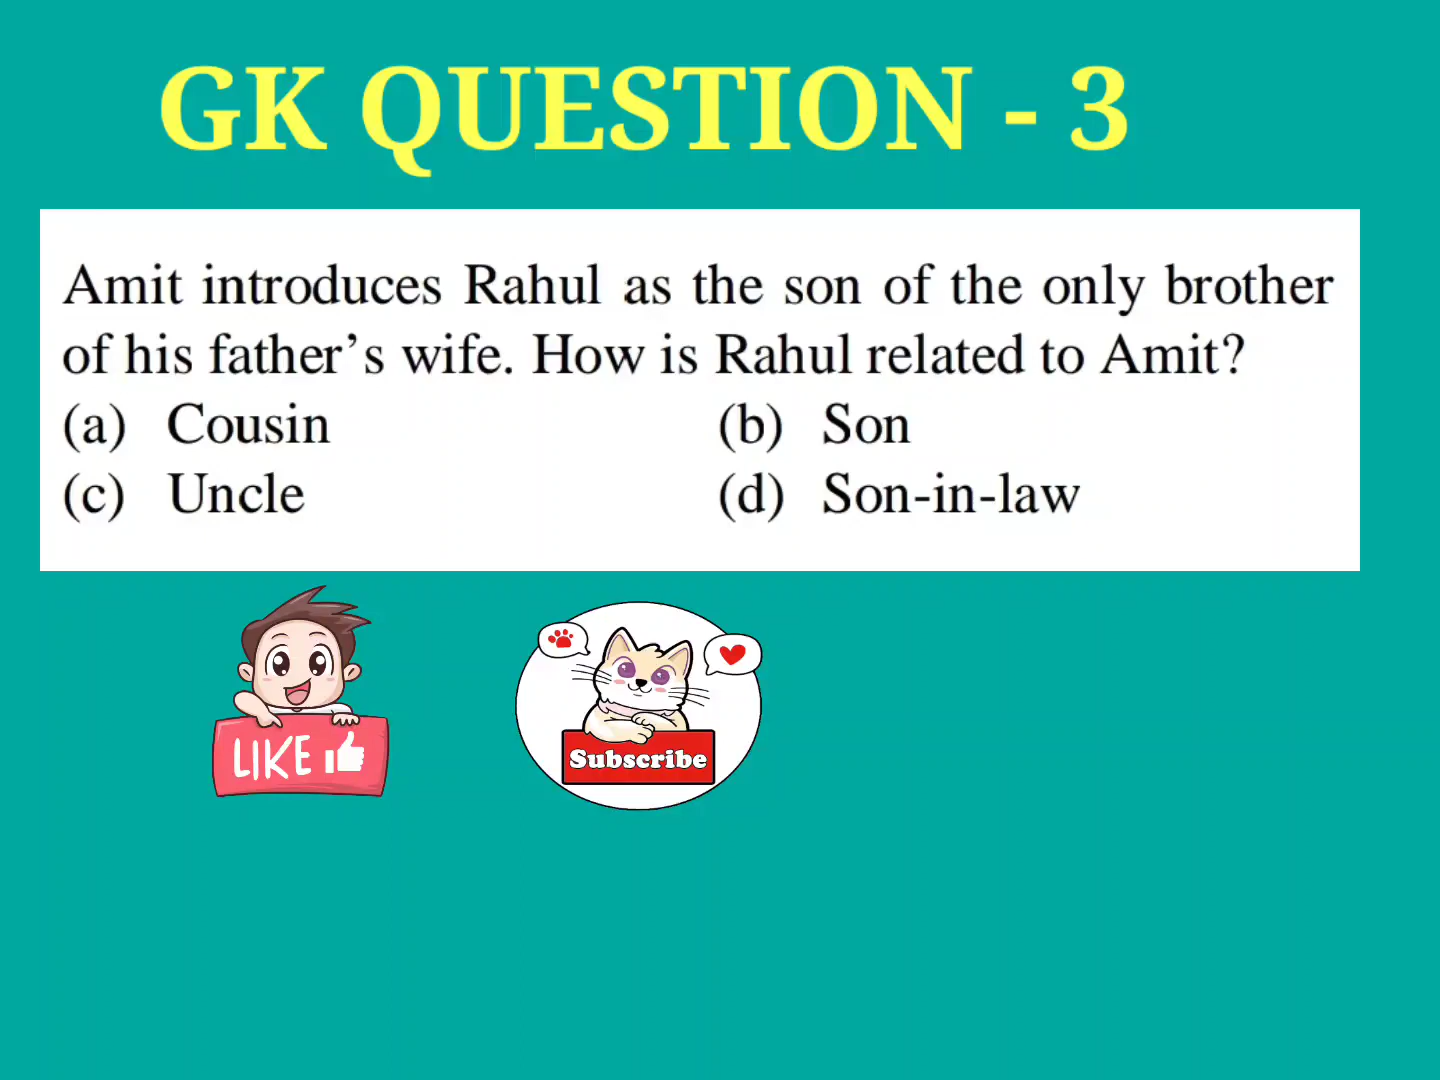 GK QUESTION - 3
Amit introduces Rahul as the son of the only brother
of his father's wife. How is Rahul related to Amit?
(a) Cousin (b) Son
(c) Uncle (d) Son-in-law
LIKE
Subscribe